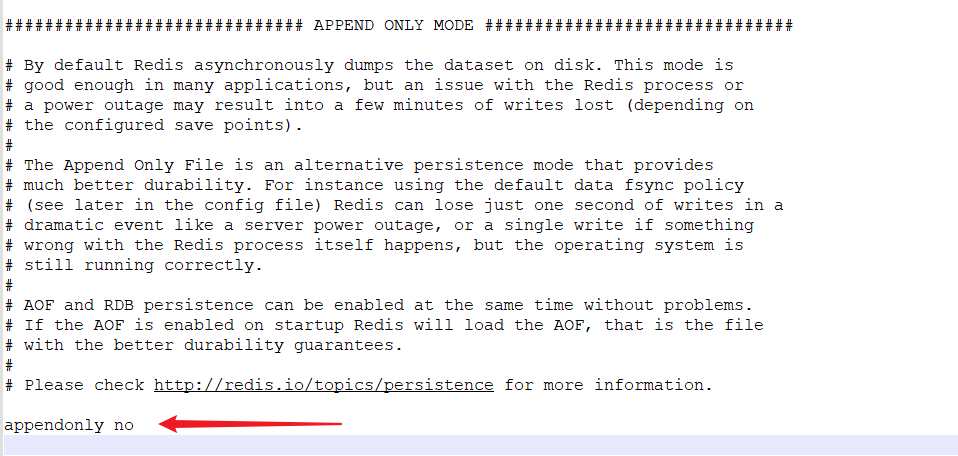 ############################## APPEND ONLY MODE ###############################
# By default Redis asynchronously dumps the dataset on disk. This mode is
# good enough in many applications, but an issue with the Redis process or
# a power outage may result into a few minutes of writes lost (depending on
# the configured save points).
#
# The Append Only File is an alternative persistence mode that provides
# much better durability. For instance using the default data fsync policy
# (see later in the config file) Redis can lose just one second of writes in a
# dramatic event like a server power outage, or a single write if something
# wrong with the Redis process itself happens, but the operating system is
# still running correctly.
#
# AOF and RDB persistence can be enabled at the same time without problems.
# If the AOF is enabled on startup Redis will load the AOF, that is the file
# with the better durability guarantees.
#
# Please check http://redis.io/topics/persistence for more information.
appendonly no